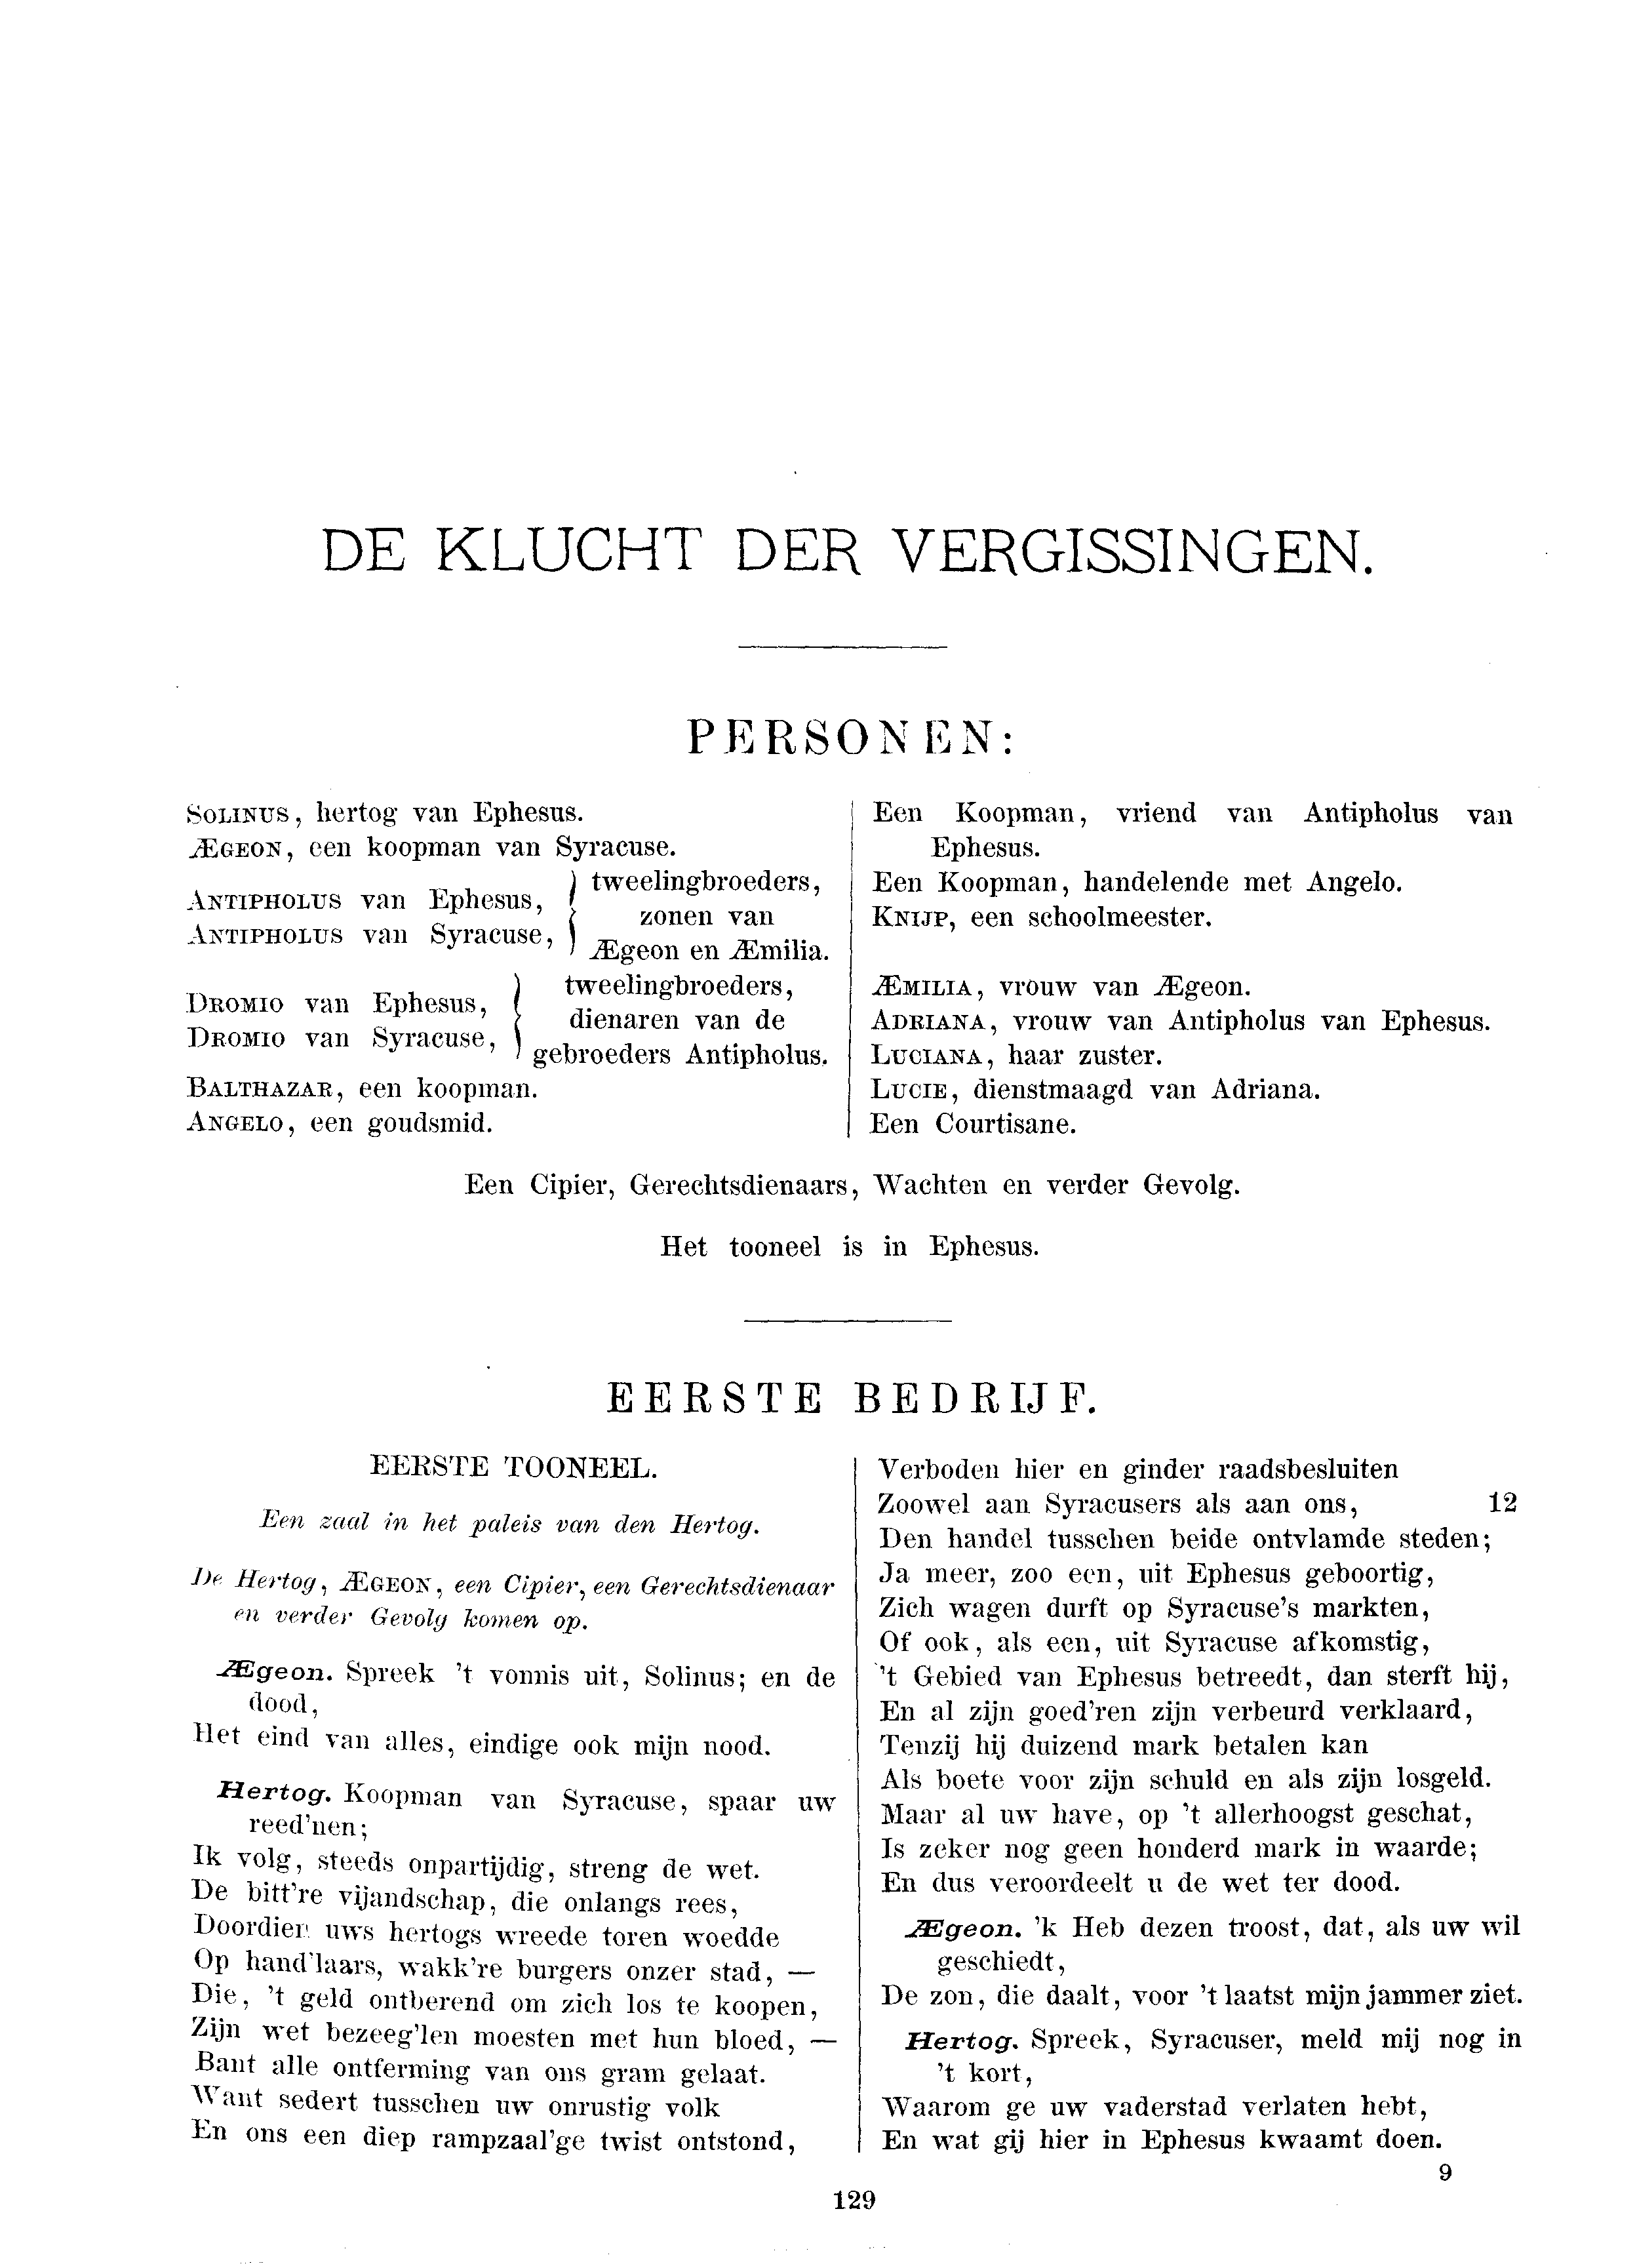 DE KLUCHT DER VERGISSINGEN.
PERSONEN:
SOLINUS, hertog van Ephesus.
ÆGEON, een koopman van Syracuse.
ANTIPHOLUS van Ephesus,
ANTIPHOLUS van Syracuse,
tweelingbroeders,
zonen van
Ægeon en Æmilia.
DROMIO van Ephesus,
DROMIO van Syracuse,
tweelingbroeders,
dienaren van de
gebroeders Antipholus.
BALTHAZAR, een koopman.
ANGELO, een goudsmid.
Een Koopman, vriend van Antipholus van
Ephesus.
Een Koopman, handelende met Angelo.
KNIJP, een schoolmeester.
ÆMILIA, vrouw van Ægeon.
ADRIANA, vrouw van Antipholus van Ephesus.
LUCIANA, haar zuster.
LUCIE, dienstmaagd van Adriana.
Een Courtisane.
Een Cipier, Gerechtsdienaars, Wachten en verder Gevolg.
Het tooneel is in Ephesus.
EERSTE BEDRIJF.
EERSTE TOONEEL.
Een zaal in het paleis van den Hertog.
De Hertog, ÆGEON, een Cipier, een Gerechtsdienaar
en verder Gevolg komen op.
Ægeon. Spreek 't vonnis uit, Solinus; en de
dood,
Het eind van alles, eindige ook mijn nood.
Hertog. Koopman van Syracuse, spaar uw
reed'nen;
Ik volg, steeds onpartijdig, streng de wet.
De bitt're vijandschap, die onlangs rees,
Doordien uws hertogs wreede toren woedde
Op hand'laars, wakk're burgers onzer stad, —
Die, 't geld ontberend om zich los te koopen,
Zijn wet bezeeg'len moesten met hun bloed, —
Bant alle ontferming van ons gram gelaat.
Want sedert tusschen uw onrustig volk
En ons een diep rampzaal'ge twist ontstond,
Verboden hier en ginder raadsbesluiten
Zoowel aan Syracusers als aan ons, 12
Den handel tusschen beide ontvlamde steden;
Ja meer, zoo een, uit Ephesus geboortig,
Zich wagen durft op Syracuse's markten,
Of ook, als een, uit Syracuse afkomstig,
't Gebied van Ephesus betreedt, dan sterft hij,
En al zijn goed'ren zijn verbeurd verklaard,
Tenzij hij duizend mark betalen kan
Als boete voor zijn schuld en als zijn losgeld.
Maar al uw have, op 't allerhoogst geschat,
Is zeker nog geen honderd mark in waarde;
En dus veroordeelt u de wet ter dood.
Ægeon. 'k Heb dezen troost, dat, als uw wil
geschiedt,
De zon, die daalt, voor 't laatst mijn jammer ziet.
Hertog. Spreek, Syracuser, meld mij nog in
't kort,
Waarom ge uw vaderstad verlaten hebt,
En wat gij hier in Ephesus kwaamt doen.
9
129